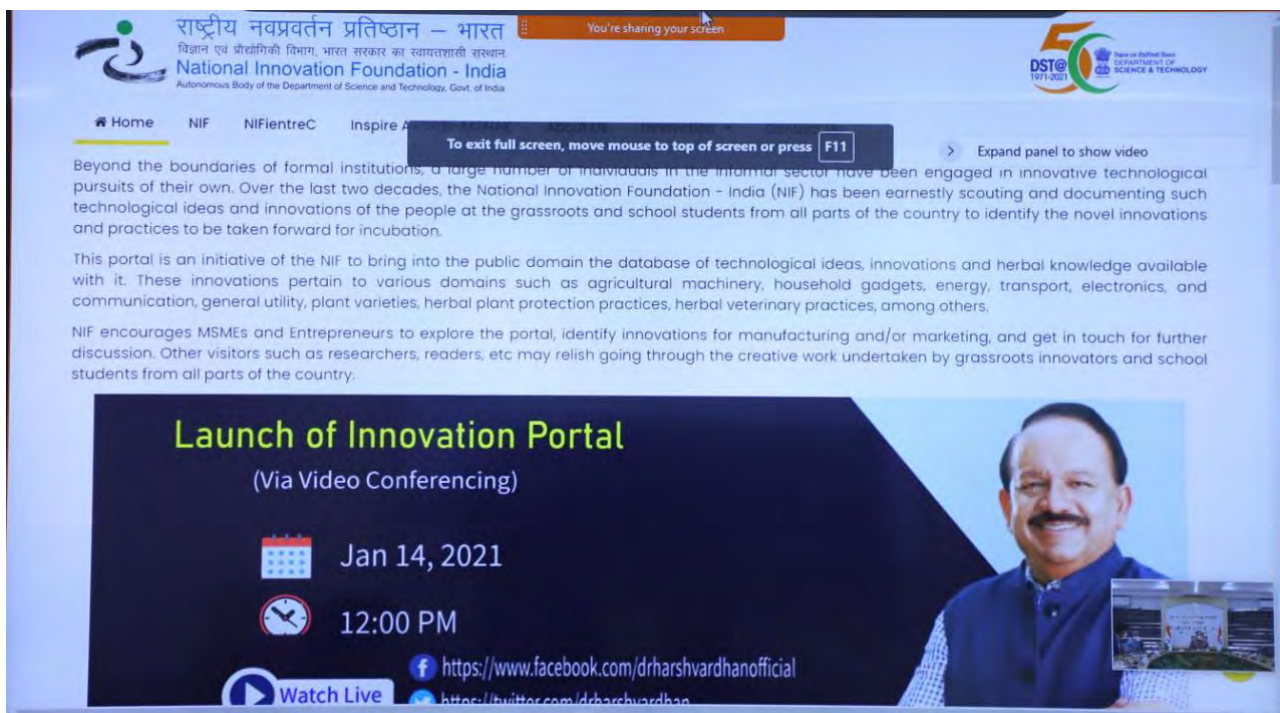 राष्ट्रीय नवप्रवर्तन प्रतिष्ठान – भारत
विज्ञान एवं प्रौद्योगिकी विभाग, भारत सरकार का स्वायत्तशासी संस्थान
National Innovation Foundation - India
Autonomous Body of the Department of Science and Technology, Govt. of India
You're sharing your screen
DST@
1971-2021
DEPARTMENT OF
SCIENCE & TECHNOLOGY
Home NIF NIFientreC Inspire
To exit full screen, move mouse to top of screen or press F11
Expand panel to show video
Beyond the boundaries of formal institutions, a large number of individuals in the informal sector have been engaged in innovative technological
pursuits of their own. Over the last two decades, the National Innovation Foundation - India (NIF) has been earnestly scouting and documenting such
technological ideas and innovations of the people at the grassroots and school students from all parts of the country to identify the novel innovations
and practices to be taken forward for incubation.
This portal is an initiative of the NIF to bring into the public domain the database of technological ideas, innovations and herbal knowledge available
with it. These innovations pertain to various domains such as agricultural machinery, household gadgets, energy, transport, electronics, and
communication, general utility, plant varieties, herbal plant protection practices, herbal veterinary practices, among others.
NIF encourages MSMEs and Entrepreneurs to explore the portal, identify innovations for manufacturing and/or marketing, and get in touch for further
discussion. Other visitors such as researchers, readers, etc may relish going through the creative work undertaken by grassroots innovators and school
students from all parts of the country.
Launch of Innovation Portal
(Via Video Conferencing)
Jan 14, 2021
12:00 PM
https://www.facebook.com/drharshvardhanofficial
Watch Live
https://twitter.com/drharshvardhan